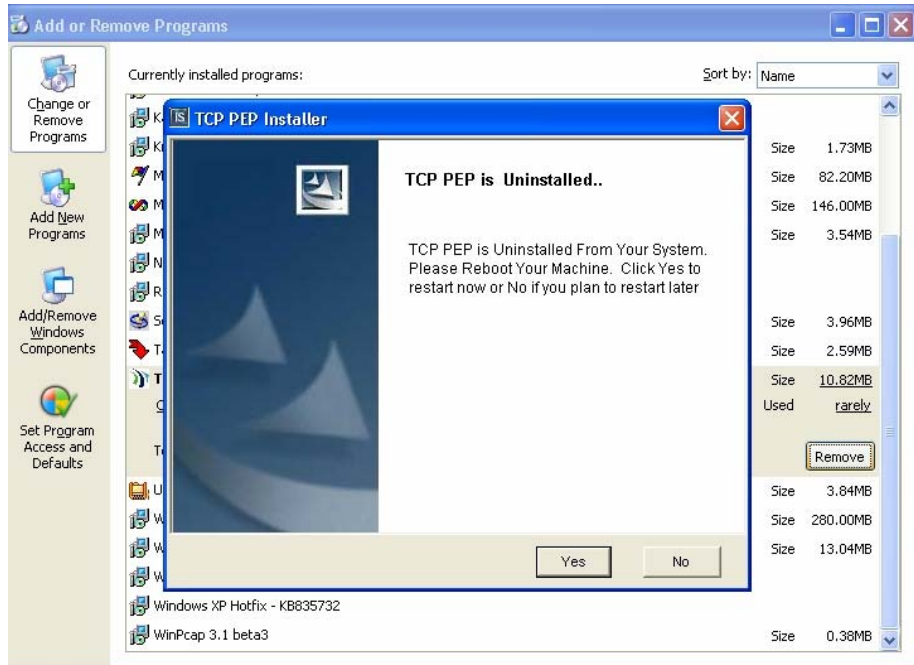 Add or Remove Programs
Change or
Remove
Programs
Add New
Programs
Add/Remove
Windows
Components
Set Program
Access and
Defaults
Currently installed programs:
Sort by: Name
TCP PEP Installer
TCP PEP is Uninstalled..
TCP PEP is Uninstalled From Your System.
Please Reboot Your Machine. Click Yes to
restart now or No if you plan to restart later
Yes No
Size 1.73MB
Size 82.20MB
Size 146.00MB
Size 3.54MB
Size 3.96MB
Size 2.59MB
Size 10.82MB
Used rarely
Remove
Size 3.84MB
Size 280.00MB
Size 13.04MB
Windows XP Hotfix - KB835732
WinPcap 3.1 beta3 Size 0.38MB